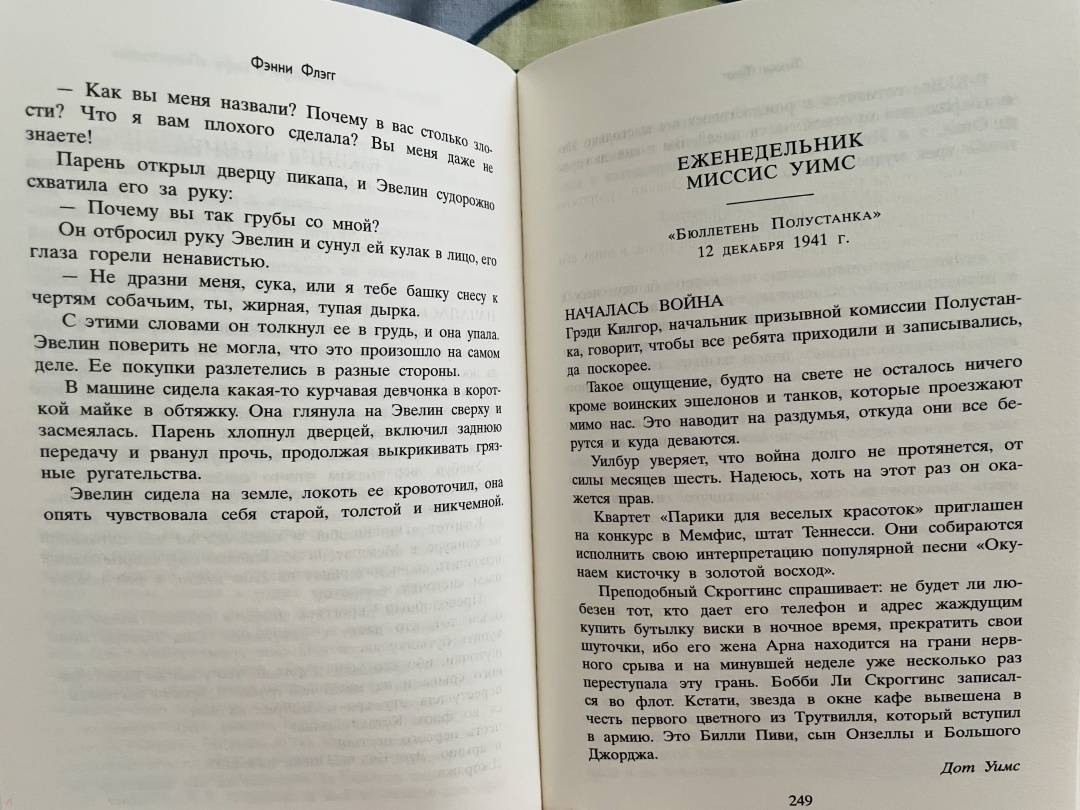 Фэнни Флэгг
— Как вы меня назвали? Почему в вас столько зло-
сти? Что я вам плохого сделала? Вы меня даже не
знаете!
Парень открыл дверцу пикапа, и Эвелин судорожно
схватила его за руку:
— Почему вы так грубы со мной?
Он отбросил руку Эвелин и сунул ей кулак в лицо, его
глаза горели ненавистью.
— Не дразни меня, сука, или я тебе башку снесу к
чертям собачьим, ты, жирная, тупая дырка.
С этими словами он толкнул ее в грудь, и она упала.
Эвелин поверить не могла, что это произошло на самом
деле. Ее покупки разлетелись в разные стороны.
В машине сидела какая-то курчавая девчонка в корот-
кой майке в обтяжку. Она глянула на Эвелин сверху и
засмеялась. Парень хлопнул дверцей, включил заднюю
передачу и рванул прочь, продолжая выкрикивать гряз-
ные ругательства.
Эвелин сидела на земле, локоть ее кровоточил, она
опять чувствовала себя старой, толстой и никчемной.
ЕЖЕНЕДЕЛЬНИК
МИССИС УИМС
«Бюллетень Полустанка»
12 декабря 1941 г.
НАЧАЛАСЬ ВОЙНА
Грэди Килгор, начальник призывной комиссии Полустан-
ка, говорит, чтобы все ребята приходили и записывались,
да поскорее.
Такое ощущение, будто на свете не осталось ничего
кроме воинских эшелонов и танков, которые проезжают
мимо нас. Это наводит на раздумья, откуда они все бе-
рутся и куда деваются.
Уилбур уверяет, что война долго не протянется, от
силы месяцев шесть. Надеюсь, хоть на этот раз он ока-
жется прав.
Квартет «Парики для веселых красоток» приглашен
на конкурс в Мемфис, штат Теннесси. Они собираются
исполнить свою интерпретацию популярной песни «Оку-
наем кисточку в золотой восход».
Преподобный Скроггинс спрашивает: не будет ли лю-
безен тот, кто дает его телефон и адрес жаждущим
купить бутылку виски в ночное время, прекратить свои
шуточки, ибо его жена Арна находится на грани нерв-
ного срыва и на минувшей неделе уже несколько раз
переступала эту грань. Бобби Ли Скроггинс записал-
ся во флот. Кстати, звезда в окне кафе вывешена в
честь первого цветного из Трутвилля, который вступил
в армию. Это Билли Пиви, сын Онзеллы и Большого
Джорджа.
Дот Уимс
249